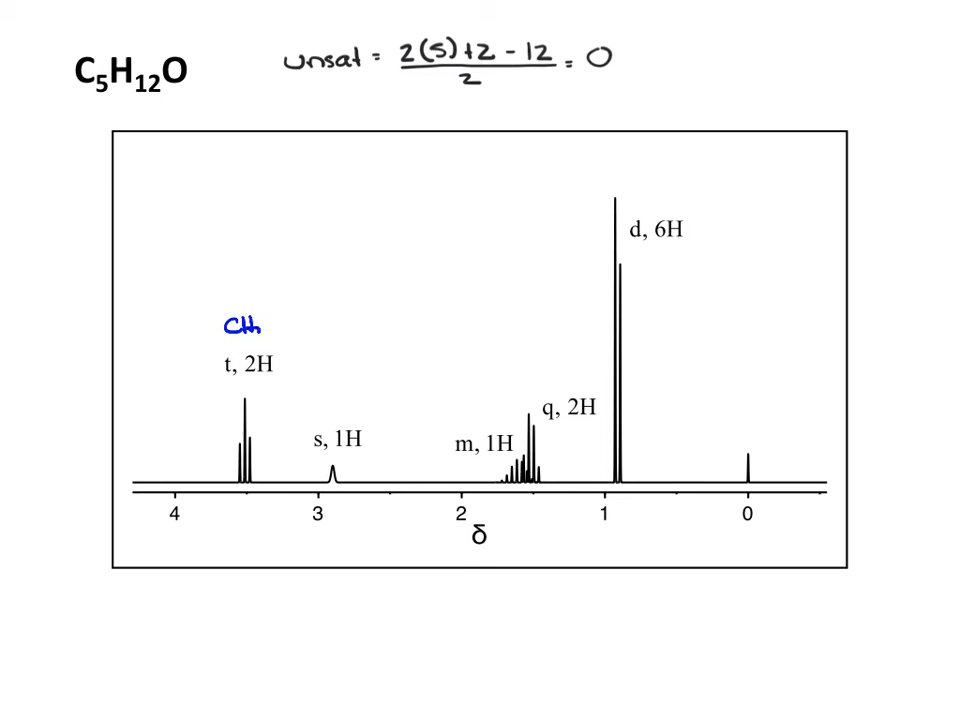 C₅H₁₂O
unsat = 2(5)+2-12 / 2 = 0
d, 6H
CH₂
t, 2H
q, 2H
s, 1H
m, 1H
4 3 2 1 0
δ